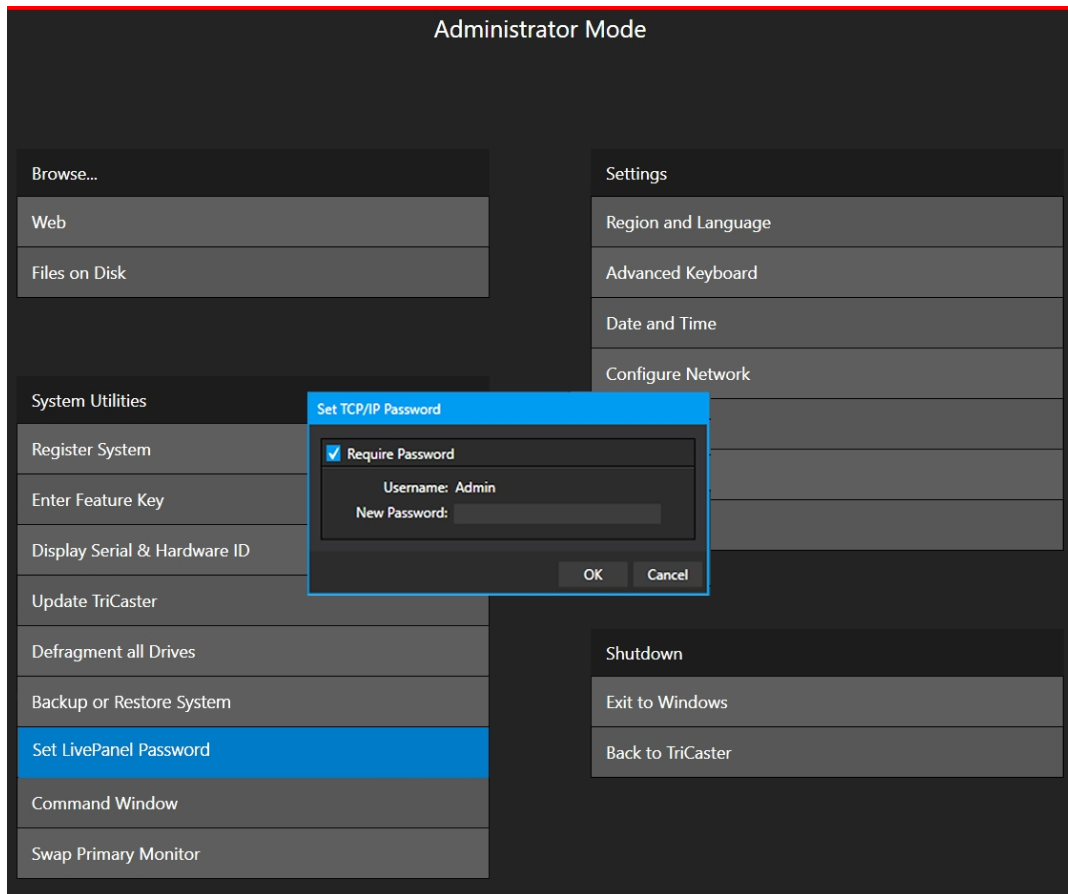 Administrator Mode
Browse...
Web
Files on Disk
System Utilities
Register System
Enter Feature Key
Display Serial & Hardware ID
Update TriCaster
Defragment all Drives
Backup or Restore System
Set LivePanel Password
Command Window
Swap Primary Monitor
Set TCP/IP Password
Require Password
Username: Admin
New Password:
OK Cancel
Settings
Region and Language
Advanced Keyboard
Date and Time
Configure Network
Shutdown
Exit to Windows
Back to TriCaster